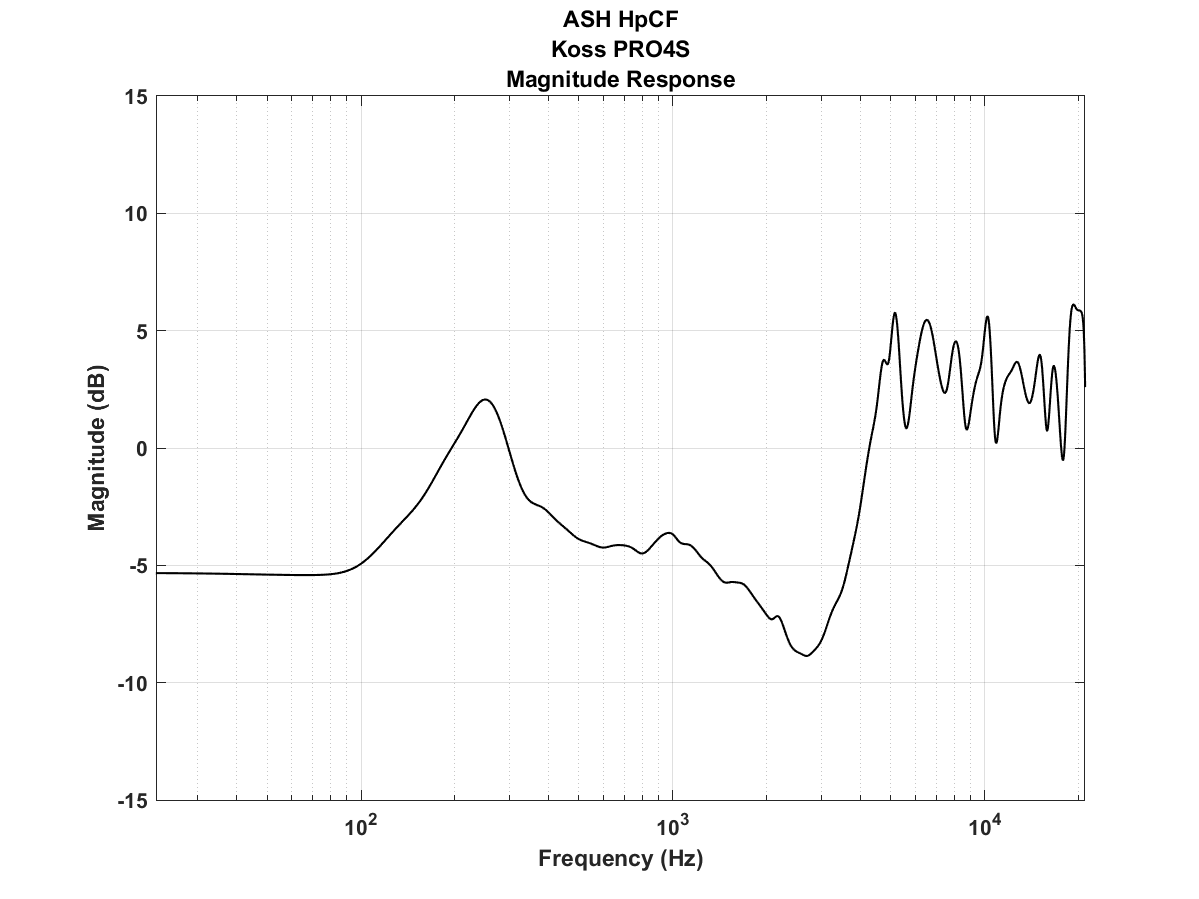 ASH HpCF
Koss PRO4S
Magnitude Response
15
10
5
0
-5
-10
-15
Magnitude (dB)
10² 10³ 10⁴
Frequency (Hz)